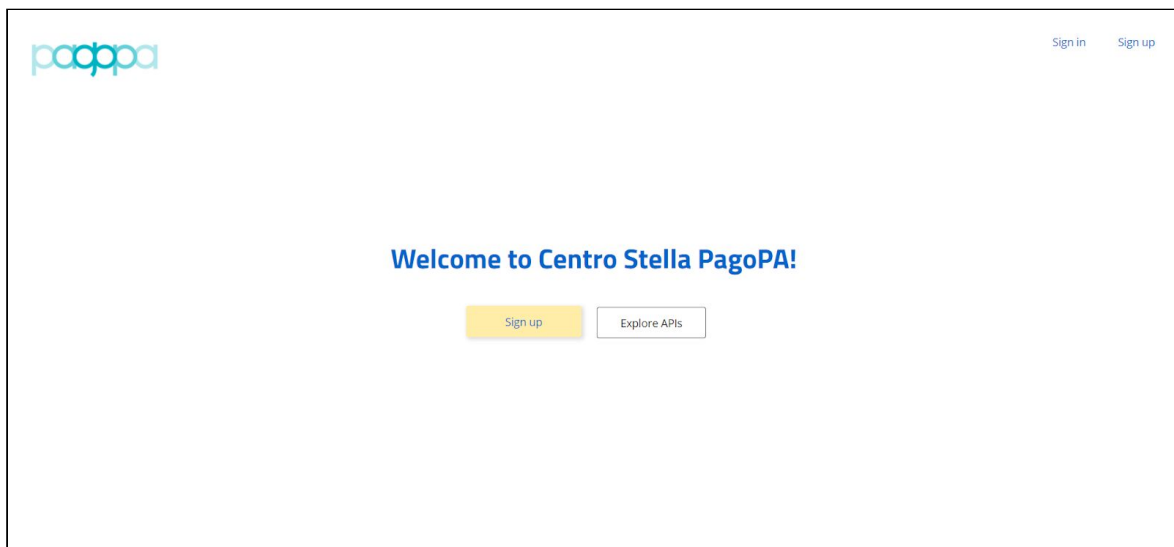 pagopa
Sign in
Sign up
Welcome to Centro Stella PagoPA!
Sign up
Explore APIs